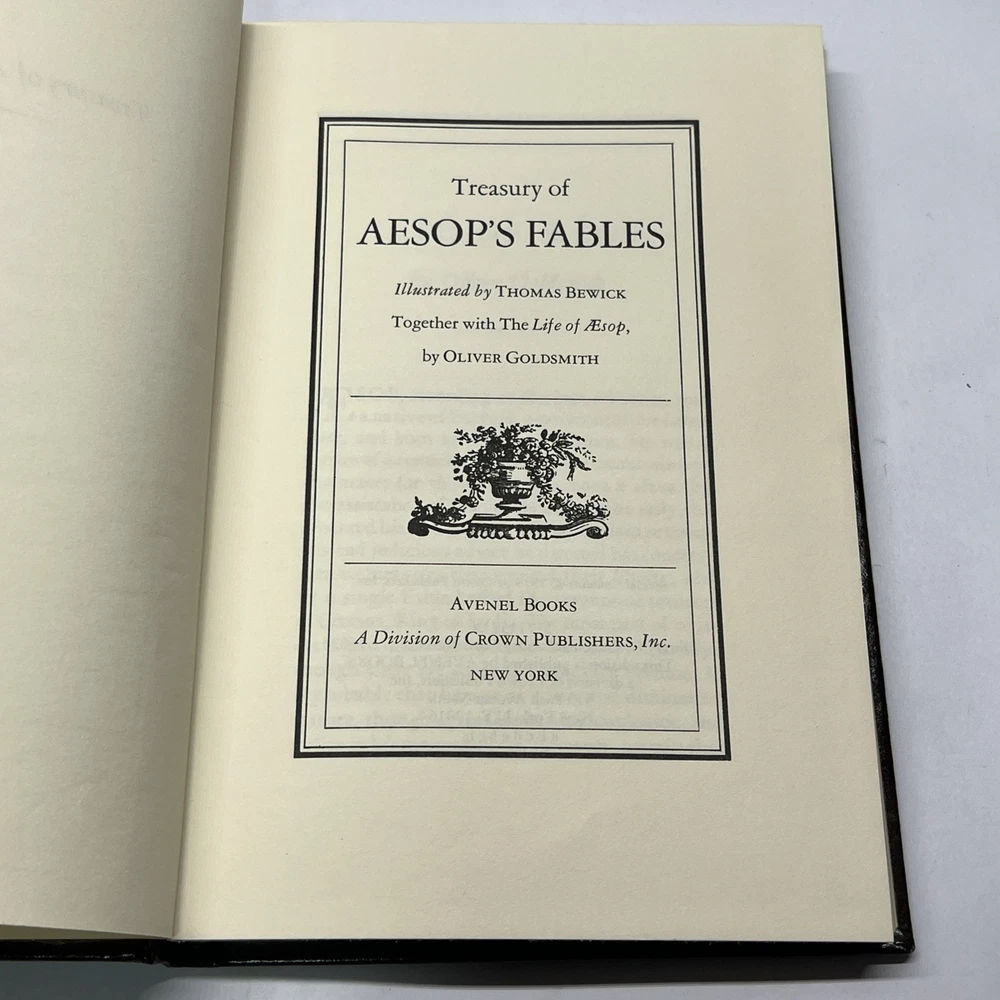 Treasury of
AESOP'S FABLES
Illustrated by THOMAS BEWICK
Together with The Life of Æsop,
by OLIVER GOLDSMITH
AVENEL BOOKS
A Division of CROWN PUBLISHERS, Inc.
NEW YORK